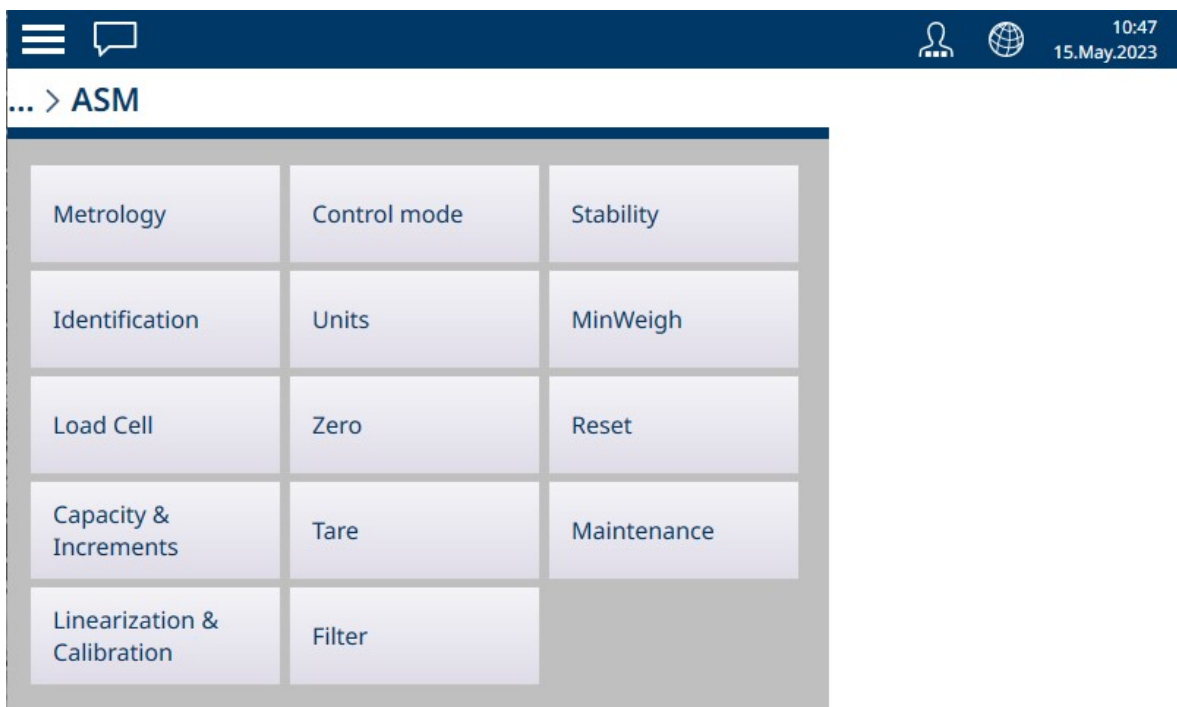 10:47
15.May.2023
... > ASM
Metrology
Control mode
Stability
Identification
Units
MinWeigh
Load Cell
Zero
Reset
Capacity &
Increments
Tare
Maintenance
Linearization &
Calibration
Filter